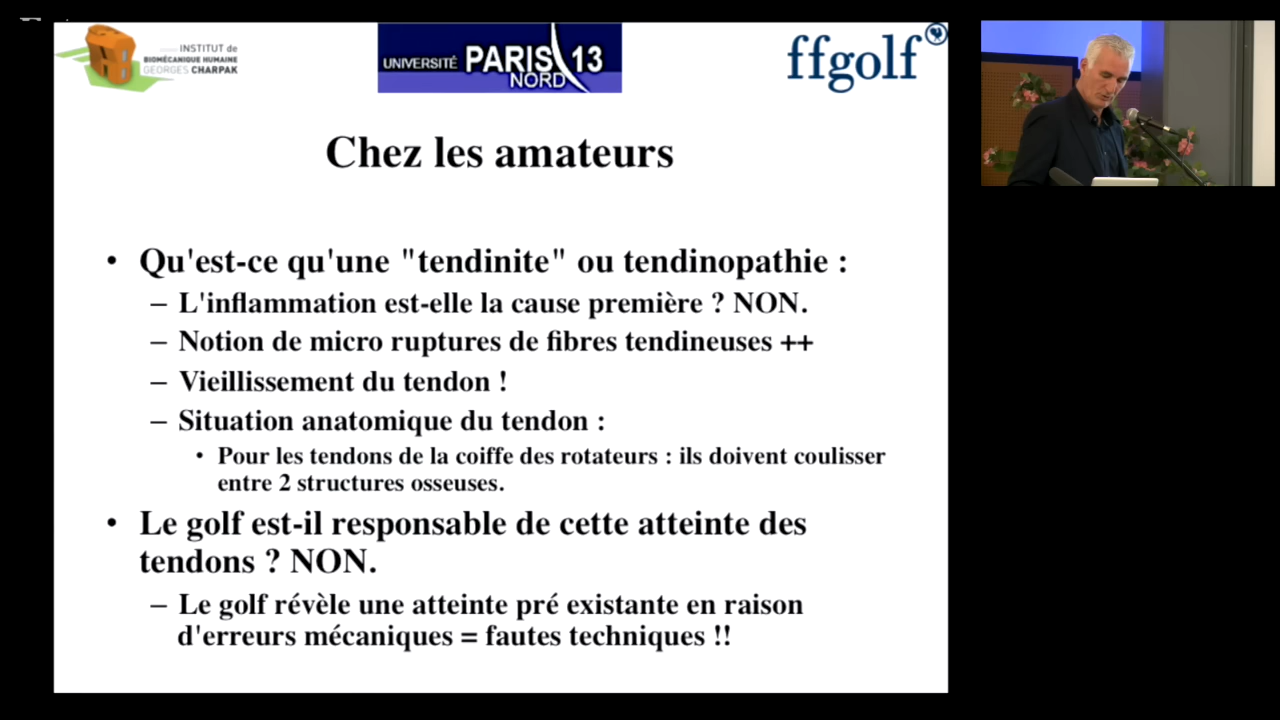 INSTITUT de
BIOMÉCANIQUE HUMAINE
GEORGES CHARPAK
UNIVERSITÉ PARIS 13
NORD
ffgolf
Chez les amateurs
• Qu'est-ce qu'une "tendinite" ou tendinopathie :
– L'inflammation est-elle la cause première ? NON.
– Notion de micro ruptures de fibres tendineuses ++
– Vieillissement du tendon !
– Situation anatomique du tendon :
• Pour les tendons de la coiffe des rotateurs : ils doivent coulisser
entre 2 structures osseuses.
• Le golf est-il responsable de cette atteinte des
tendons ? NON.
– Le golf révèle une atteinte pré existante en raison
d'erreurs mécaniques = fautes techniques !!